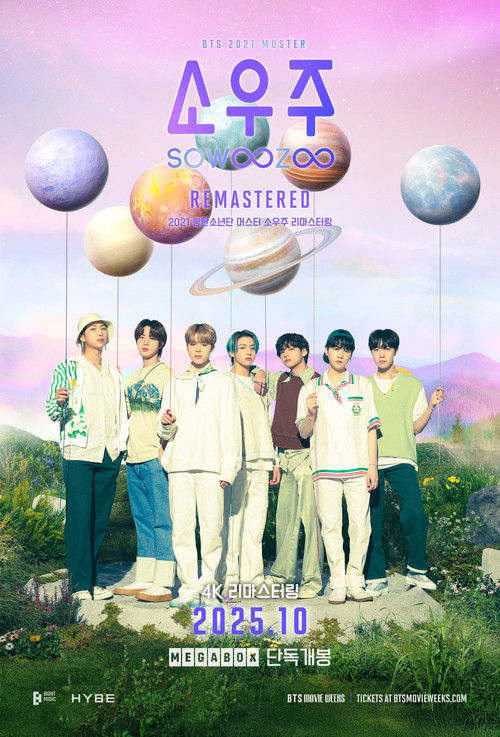 BTS 2021 MUSTER
소우주
SOWOOZOO
REMASTERED
2021 방탄소년단 머스터 소우주 리마스터링
4K 리마스터링
2025.10
MEGABOX 단독개봉
BIGHIT MUSIC
HYBE
BTS MOVIE WEEKS | TICKETS AT BTSMOVIEWEEKS.COM